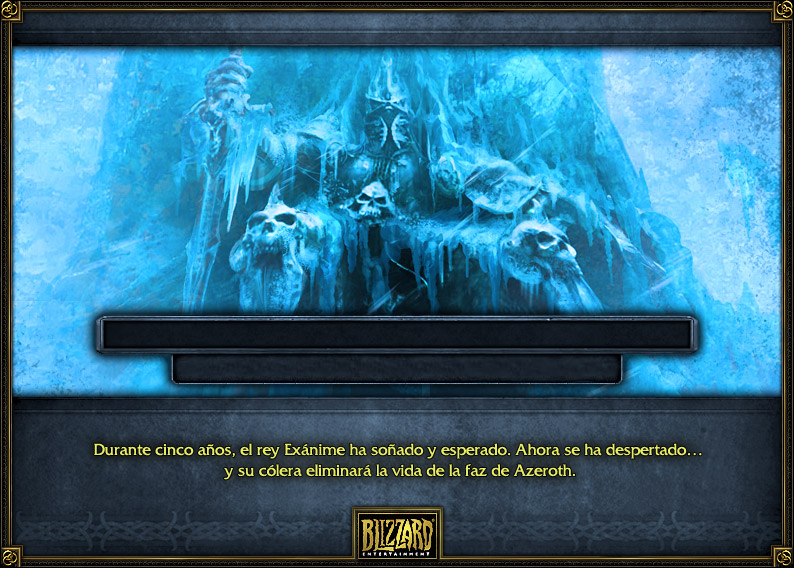 Durante cinco años, el rey Exánime ha soñado y esperado. Ahora se ha despertado...
y su cólera eliminará la vida de la faz de Azeroth.
BLIZZARD
ENTERTAINMENT